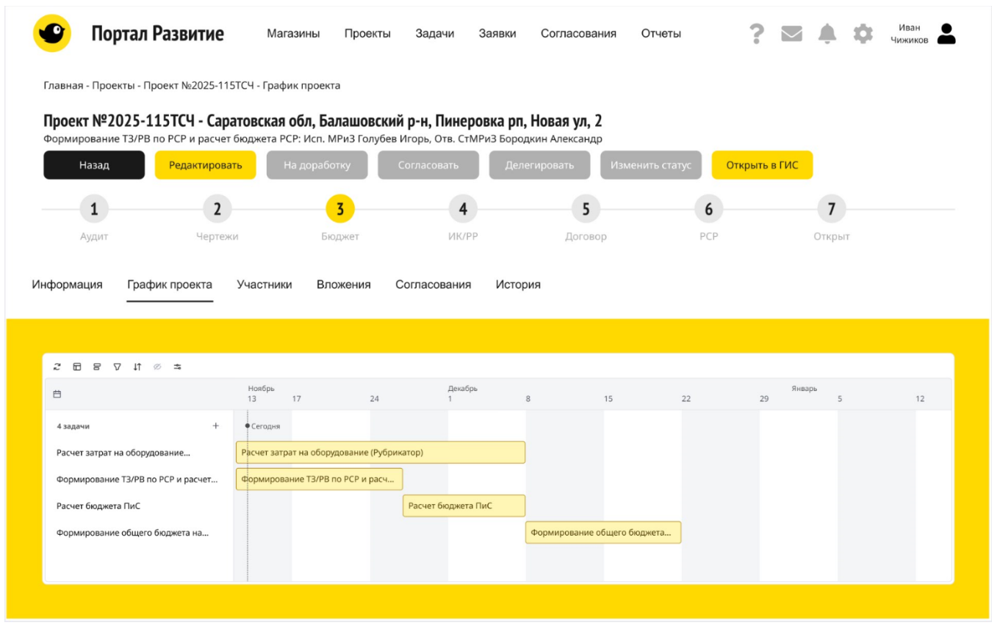 Портал Развитие
Магазины Проекты Задачи Заявки Согласования Отчеты
?
Иван
Чижиков
Главная - Проекты - Проект №2025-115ТСЧ - График проекта
Проект №2025-115ТСЧ - Саратовская обл, Балашовский р-н, Пинеровка рп, Новая ул, 2
Формирование ТЗ/РВ по РСР и расчет бюджета РСР: Исп. МРиЗ Голубев Игорь, Отв. СтМРиЗ Бородкин Александр
Назад Редактировать На доработку Согласовать Делегировать Изменить статус Открыть в ГИС
1 2 3 4 5 6 7
Аудит Чертежи Бюджет ИК/РР Договор РСР Открыт
Информация График проекта Участники Вложения Согласования История
Ноябрь Декабрь Январь
13 17 24 1 8 15 22 29 5 12
4 задачи + Сегодня
Расчет затрат на оборудование... Расчет затрат на оборудование (Рубрикатор)
Формирование ТЗ/РВ по РСР и расчет... Формирование ТЗ/РВ по РСР и расч...
Расчет бюджета ПиС Расчет бюджета ПиС
Формирование общего бюджета на... Формирование общего бюджета...